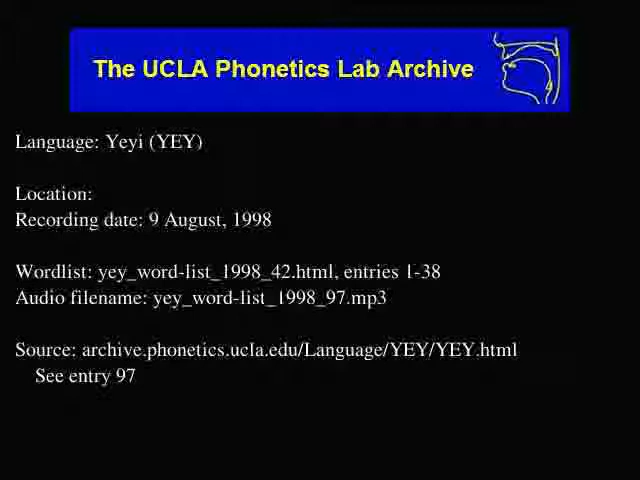 The UCLA Phonetics Lab Archive
Language: Yeyi (YEY)
Location:
Recording date: 9 August, 1998
Wordlist: yey_word-list_1998_42.html, entries 1-38
Audio filename: yey_word-list_1998_97.mp3
Source: archive.phonetics.ucla.edu/Language/YEY/YEY.html
See entry 97